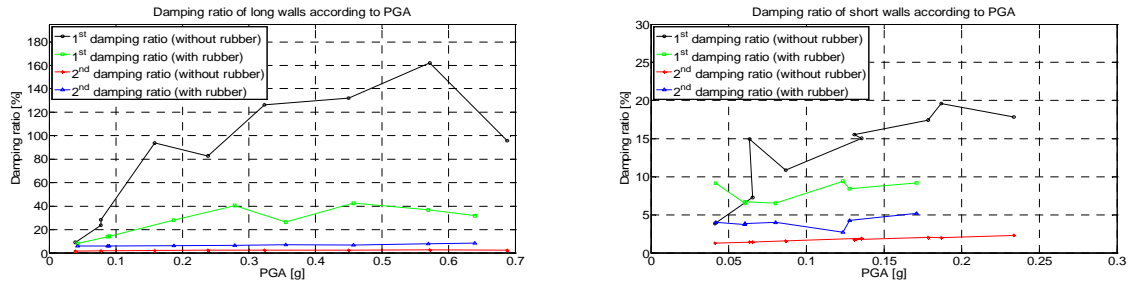 Damping ratio of long walls according to PGA
Damping ratio [%]
180
160
140
120
100
80
60
40
20
0
1st damping ratio (without rubber)
1st damping ratio (with rubber)
2nd damping ratio (without rubber)
2nd damping ratio (with rubber)
0 0.1 0.2 0.3 0.4 0.5 0.6 0.7
PGA [g]
Damping ratio of short walls according to PGA
Damping ratio [%]
30
25
20
15
10
5
0
1st damping ratio (without rubber)
1st damping ratio (with rubber)
2nd damping ratio (without rubber)
2nd damping ratio (with rubber)
0 0.05 0.1 0.15 0.2 0.25 0.3
PGA [g]